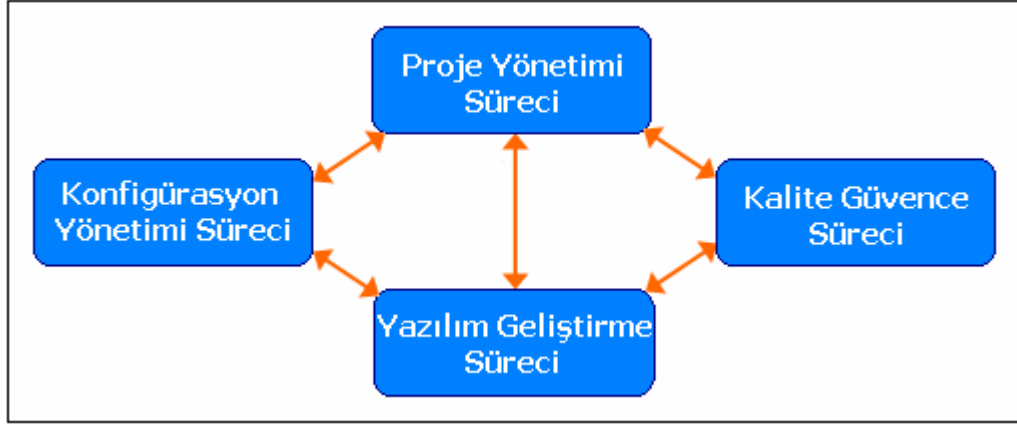 Proje Yönetimi
Süreci
Konfigürasyon
Yönetimi Süreci
Kalite Güvence
Süreci
Yazılım Geliştirme
Süreci